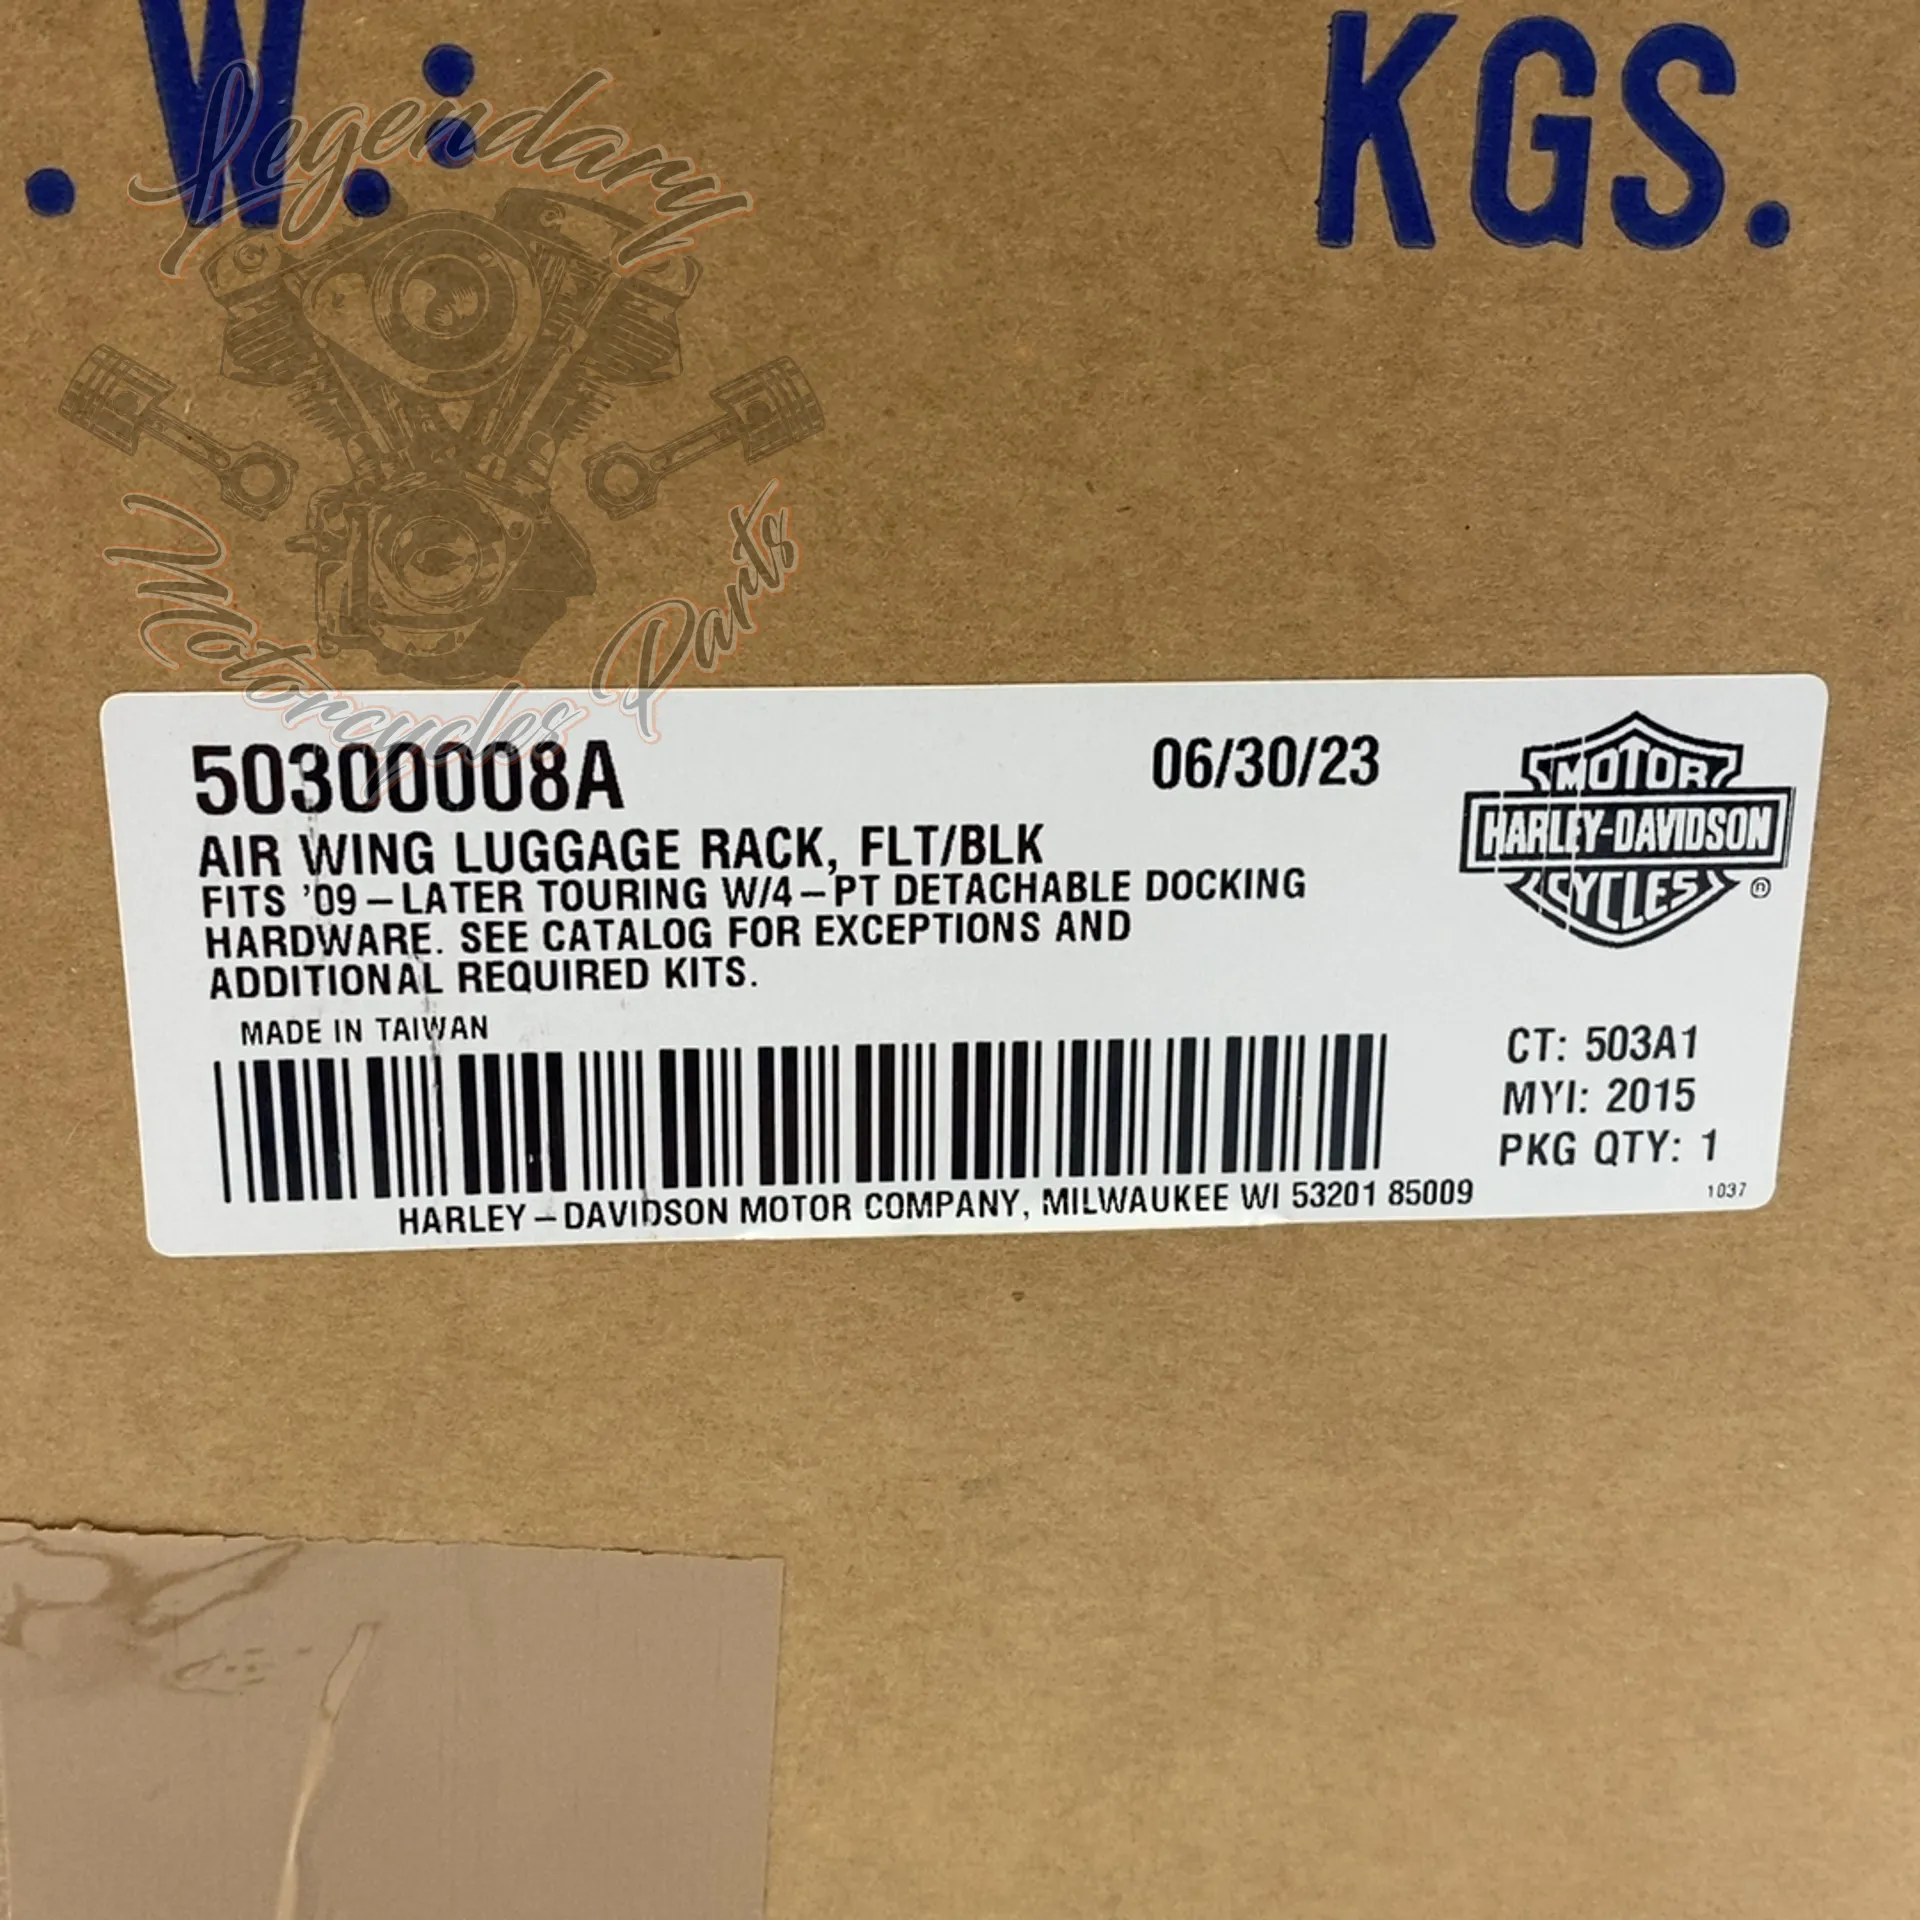 . W.:
KGS.
Legendary
Motorcycles Parts
50300008A
06/30/23
AIR WING LUGGAGE RACK, FLT/BLK
FITS '09–LATER TOURING W/4–PT DETACHABLE DOCKING
HARDWARE. SEE CATALOG FOR EXCEPTIONS AND
ADDITIONAL REQUIRED KITS.
MADE IN TAIWAN
MOTOR
HARLEY-DAVIDSON
CYCLES
®
CT: 503A1
MYI: 2015
PKG QTY: 1
HARLEY–DAVIDSON MOTOR COMPANY, MILWAUKEE WI 53201 85009
1037